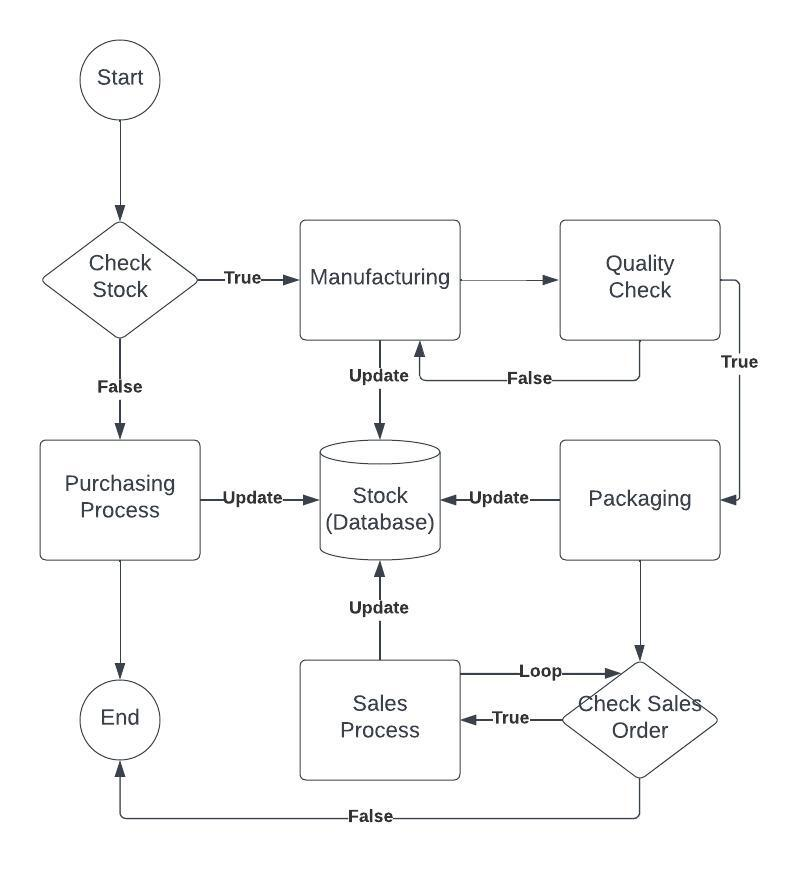 Start
Check
Stock
True
Manufacturing
Quality
Check
True
False
Update
False
Purchasing
Process
Update
Stock
(Database)
Update
Packaging
Update
Sales
Process
Loop
True
Check Sales
Order
End
False